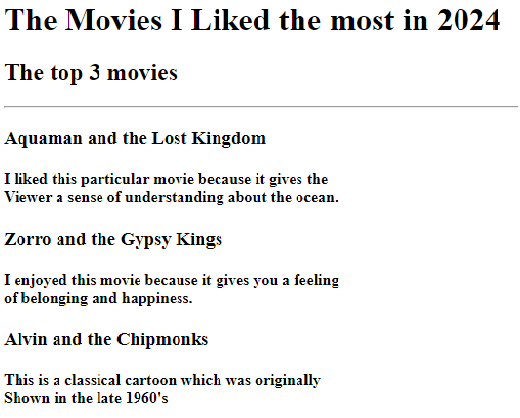 The Movies I Liked the most in 2024
The top 3 movies
Aquaman and the Lost Kingdom
I liked this particular movie because it gives the
Viewer a sense of understanding about the ocean.
Zorro and the Gypsy Kings
I enjoyed this movie because it gives you a feeling
of belonging and happiness.
Alvin and the Chipmonks
This is a classical cartoon which was originally
Shown in the late 1960's